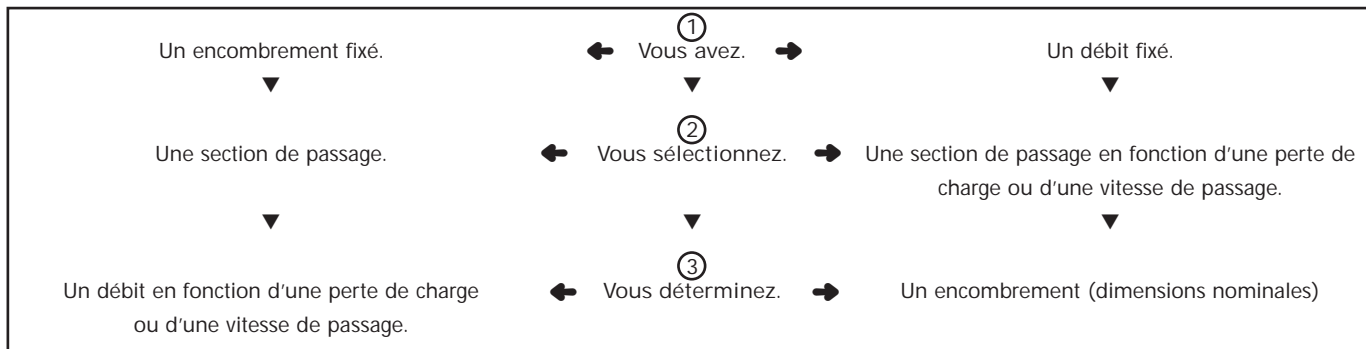 ①
Un encombrement fixé. Vous avez. Un débit fixé.
②
Une section de passage. Vous sélectionnez. Une section de passage en fonction d'une perte de
charge ou d'une vitesse de passage.
③
Un débit en fonction d'une perte de charge Vous déterminez. Un encombrement (dimensions nominales)
ou d'une vitesse de passage.